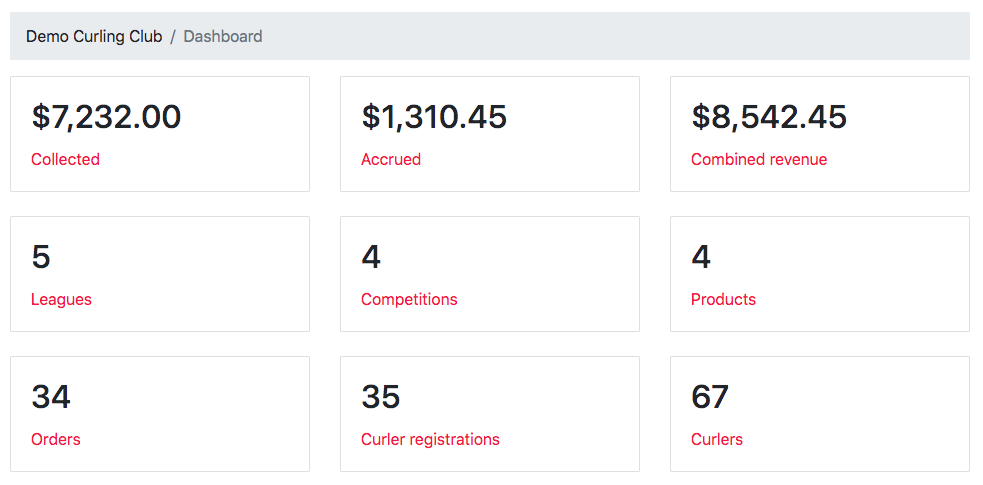 Demo Curling Club / Dashboard
$7,232.00
Collected
$1,310.45
Accrued
$8,542.45
Combined revenue
5
Leagues
4
Competitions
4
Products
34
Orders
35
Curler registrations
67
Curlers